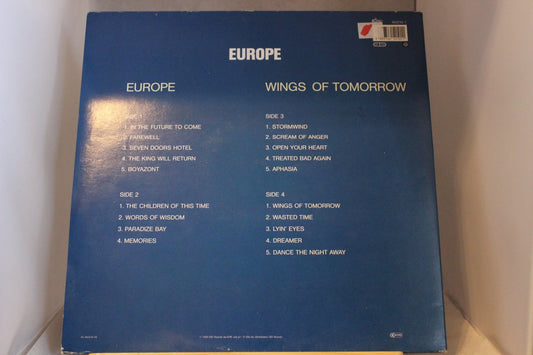 EUROPE
EUROPE
SIDE 1
1. IN THE FUTURE TO COME
2. FAREWELL
3. SEVEN DOORS HOTEL
4. THE KING WILL RETURN
5. BOYAZONT
SIDE 2
1. THE CHILDREN OF THIS TIME
2. WORDS OF WISDOM
3. PARADIZE BAY
4. MEMORIES
WINGS OF TOMORROW
SIDE 3
1. STORMWIND
2. SCREAM OF ANGER
3. OPEN YOUR HEART
4. TREATED BAD AGAIN
5. APHASIA
SIDE 4
1. WINGS OF TOMORROW
2. WASTED TIME
3. LYIN' EYES
4. DREAMER
5. DANCE THE NIGHT AWAY